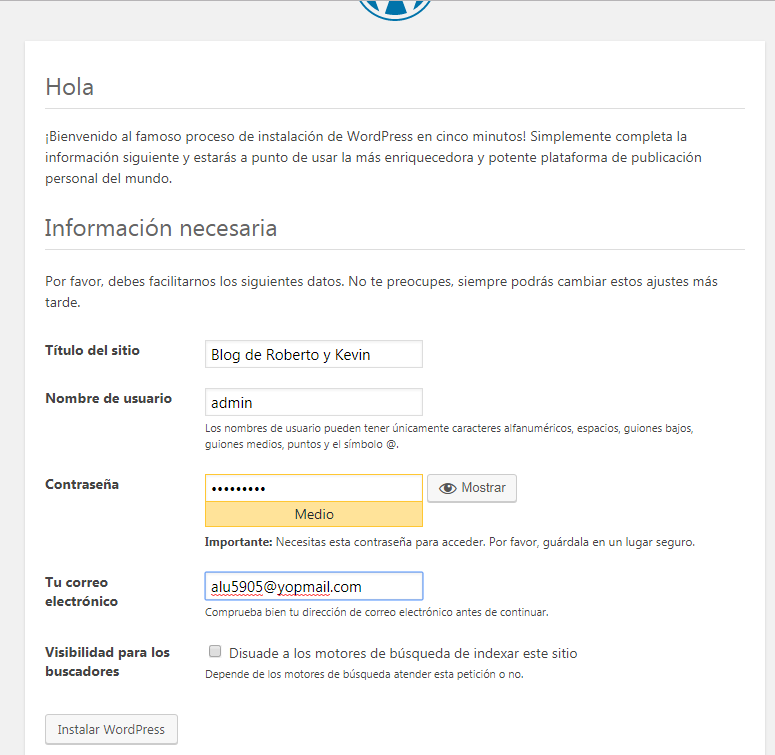 Hola
¡Bienvenido al famoso proceso de instalación de WordPress en cinco minutos! Simplemente completa la
información siguiente y estarás a punto de usar la más enriquecedora y potente plataforma de publicación
personal del mundo.
Información necesaria
Por favor, debes facilitarnos los siguientes datos. No te preocupes, siempre podrás cambiar estos ajustes más
tarde.
Título del sitio
Blog de Roberto y Kevin
Nombre de usuario
admin
Los nombres de usuario pueden tener únicamente caracteres alfanuméricos, espacios, guiones bajos,
guiones medios, puntos y el símbolo @.
Contraseña
•••••••••
Mostrar
Medio
Importante: Necesitas esta contraseña para acceder. Por favor, guárdala en un lugar seguro.
Tu correo
electrónico
alu5905@yopmail.com
Comprueba bien tu dirección de correo electrónico antes de continuar.
Visibilidad para los
buscadores
Disuade a los motores de búsqueda de indexar este sitio
Depende de los motores de búsqueda atender esta petición o no.
Instalar WordPress